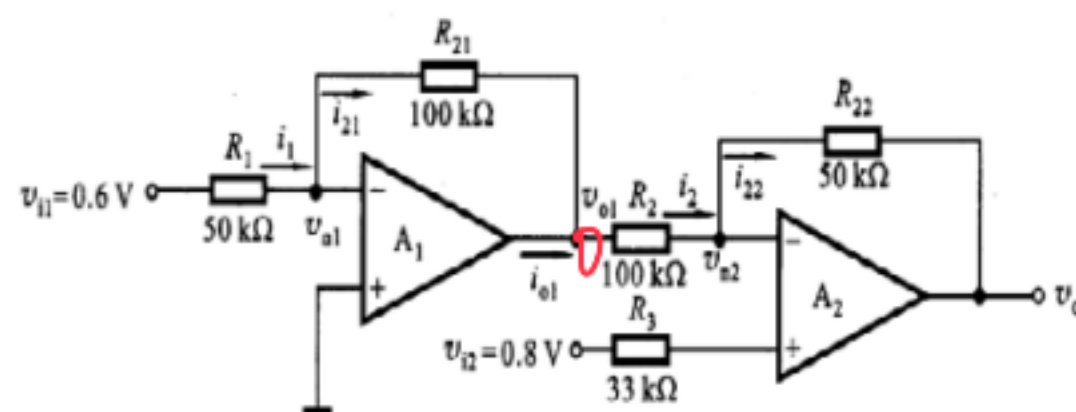 R21
100 kΩ
i21
R22
50 kΩ
i22
R1
i1
vi1=0.6 V
50 kΩ
vn1
−
A1
+
io1
vo1
R2
i2
100 kΩ
vn2
−
A2
+
R3
vi2=0.8 V
33 kΩ